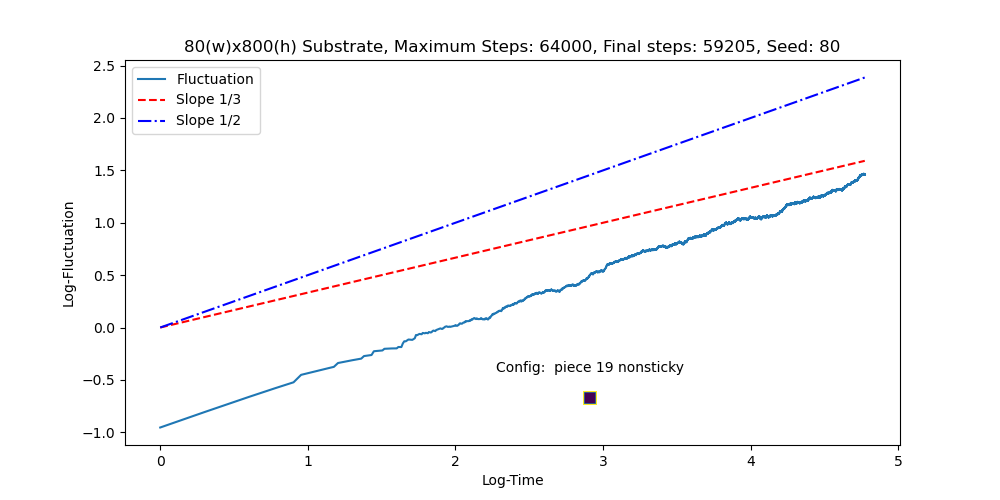 80(w)x800(h) Substrate, Maximum Steps: 64000, Final steps: 59205, Seed: 80
Fluctuation
Slope 1/3
Slope 1/2
2.5
2.0
1.5
1.0
0.5
0.0
−0.5
−1.0
Log-Fluctuation
Config:  piece 19 nonsticky
0 1 2 3 4 5
Log-Time